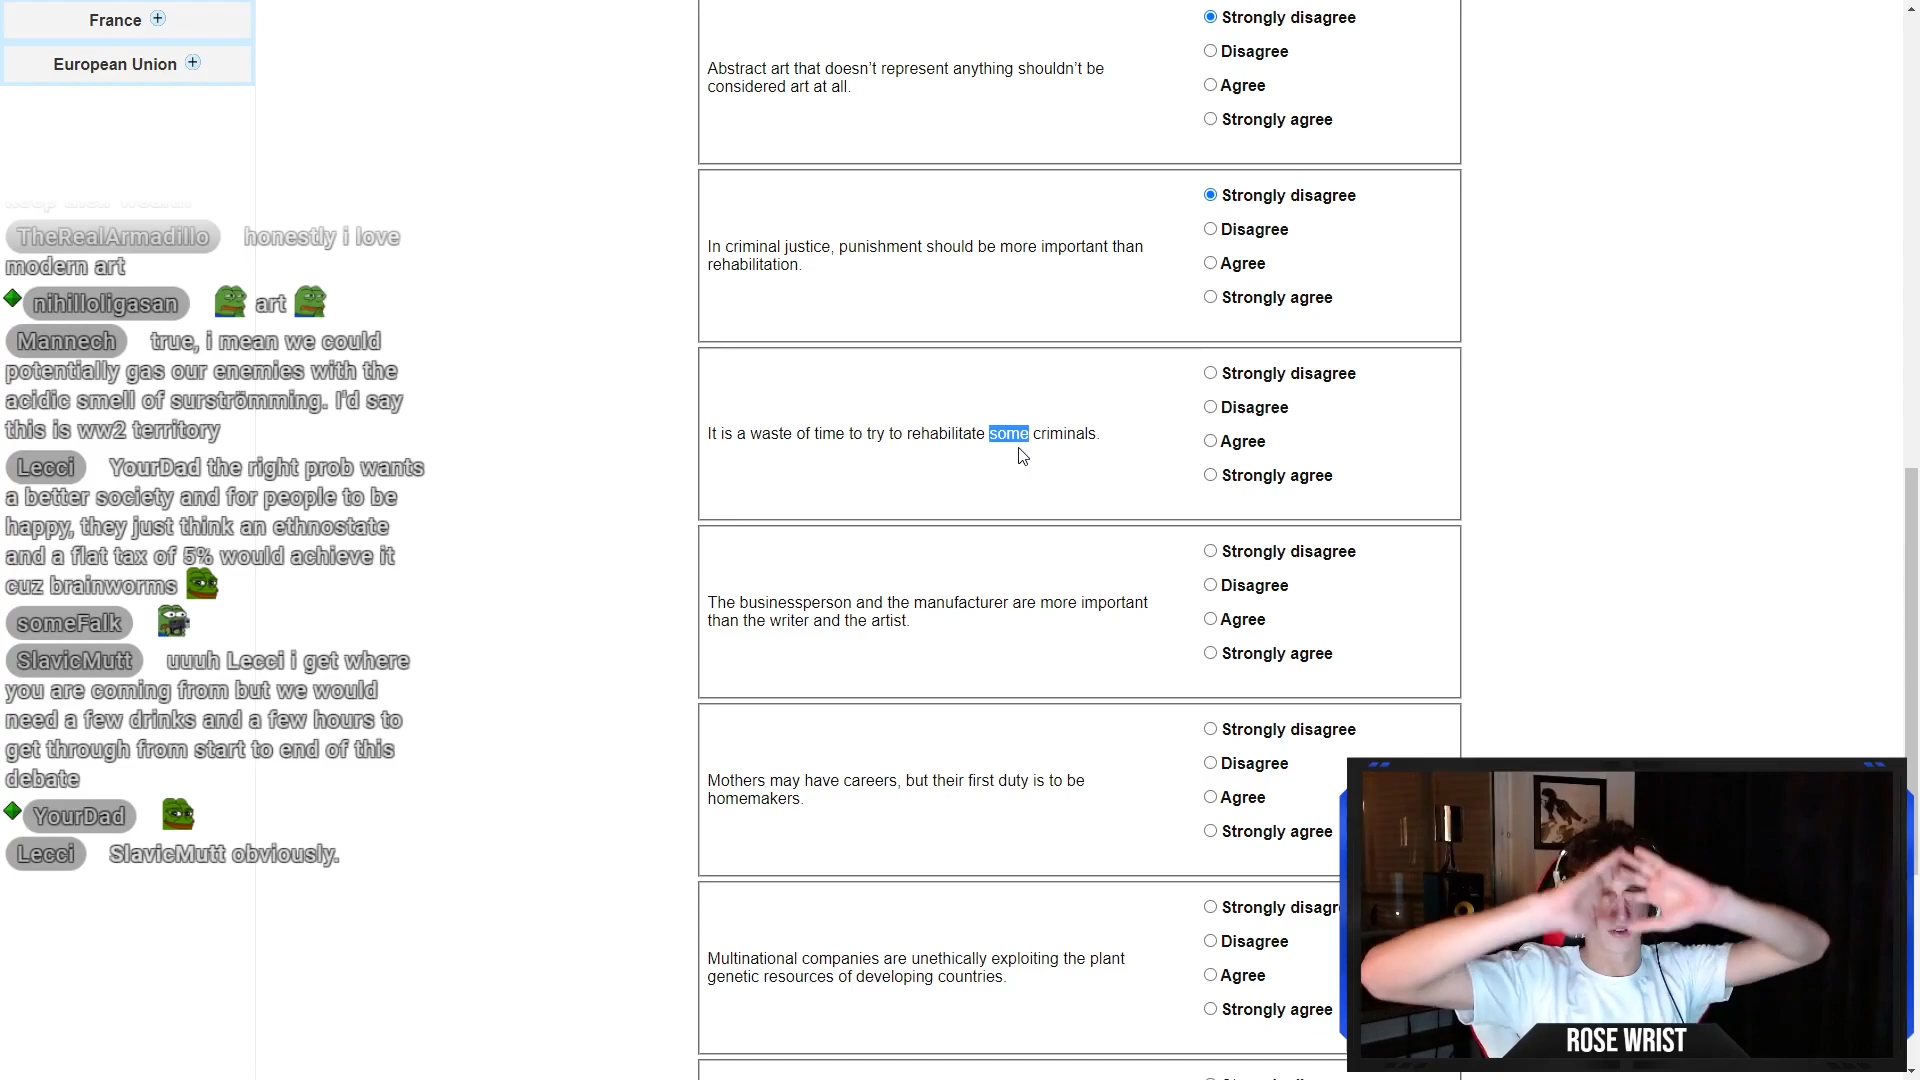 France
European Union
TheRealArmadillo honestly i love
modern art
nihilloligasan art
Mannech true, i mean we could
potentially gas our enemies with the
acidic smell of surströmming. I'd say
this is ww2 territory
Lecci YourDad the right prob wants
a better society and for people to be
happy, they just think an ethnostate
and a flat tax of 5% would achieve it
cuz brainworms
someFalk
SlavicMutt uuuh Lecci i get where
you are coming from but we would
need a few drinks and a few hours to
get through from start to end of this
debate
YourDad
Lecci SlavicMutt obviously.
Abstract art that doesn’t represent anything shouldn’t be
considered art at all.
Strongly disagree
Disagree
Agree
Strongly agree
In criminal justice, punishment should be more important than
rehabilitation.
Strongly disagree
Disagree
Agree
Strongly agree
It is a waste of time to try to rehabilitate some criminals.
Strongly disagree
Disagree
Agree
Strongly agree
The businessperson and the manufacturer are more important
than the writer and the artist.
Strongly disagree
Disagree
Agree
Strongly agree
Mothers may have careers, but their first duty is to be
homemakers.
Strongly disagree
Disagree
Agree
Strongly agree
Multinational companies are unethically exploiting the plant
genetic resources of developing countries.
Strongly disagr
Disagree
Agree
Strongly agree
ROSE WRIST